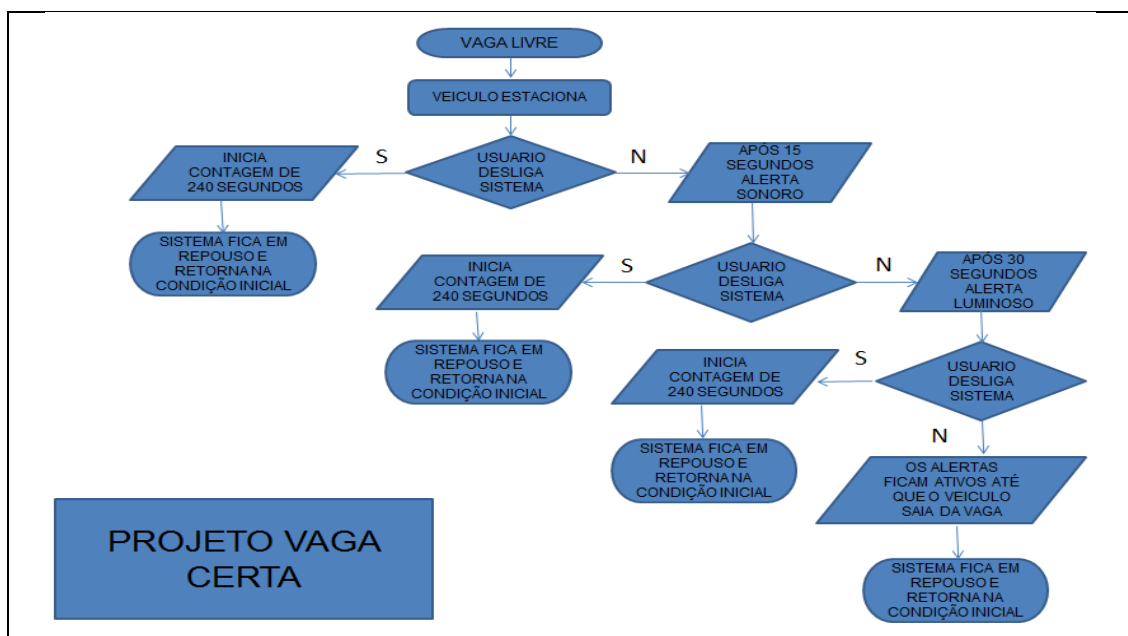 VAGA LIVRE
VEICULO ESTACIONA
USUARIO
DESLIGA
SISTEMA
S
N
INICIA
CONTAGEM DE
240 SEGUNDOS
SISTEMA FICA EM
REPOUSO E
RETORNA NA
CONDIÇÃO INICIAL
APÓS 15
SEGUNDOS
ALERTA
SONORO
USUARIO
DESLIGA
SISTEMA
S
N
INICIA
CONTAGEM DE
240 SEGUNDOS
SISTEMA FICA EM
REPOUSO E
RETORNA NA
CONDIÇÃO INICIAL
APÓS 30
SEGUNDOS
ALERTA
LUMINOSO
USUARIO
DESLIGA
SISTEMA
S
N
INICIA
CONTAGEM DE
240 SEGUNDOS
SISTEMA FICA EM
REPOUSO E
RETORNA NA
CONDIÇÃO INICIAL
OS ALERTAS
FICAM ATIVOS ATÉ
QUE O VEICULO
SAIA DA VAGA
SISTEMA FICA EM
REPOUSO E
RETORNA NA
CONDIÇÃO INICIAL
PROJETO VAGA
CERTA